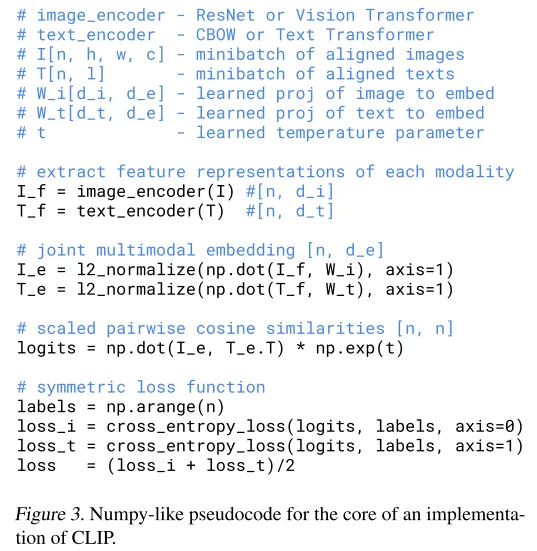 # image_encoder - ResNet or Vision Transformer
# text_encoder  - CBOW or Text Transformer
# I[n, h, w, c] - minibatch of aligned images
# T[n, l]       - minibatch of aligned texts
# W_i[d_i, d_e] - learned proj of image to embed
# W_t[d_t, d_e] - learned proj of text to embed
# t             - learned temperature parameter
# extract feature representations of each modality
I_f = image_encoder(I) #[n, d_i]
T_f = text_encoder(T)  #[n, d_t]
# joint multimodal embedding [n, d_e]
I_e = l2_normalize(np.dot(I_f, W_i), axis=1)
T_e = l2_normalize(np.dot(T_f, W_t), axis=1)
# scaled pairwise cosine similarities [n, n]
logits = np.dot(I_e, T_e.T) * np.exp(t)
# symmetric loss function
labels = np.arange(n)
loss_i = cross_entropy_loss(logits, labels, axis=0)
loss_t = cross_entropy_loss(logits, labels, axis=1)
loss   = (loss_i + loss_t)/2
Figure 3. Numpy-like pseudocode for the core of an implementa-
tion of CLIP.